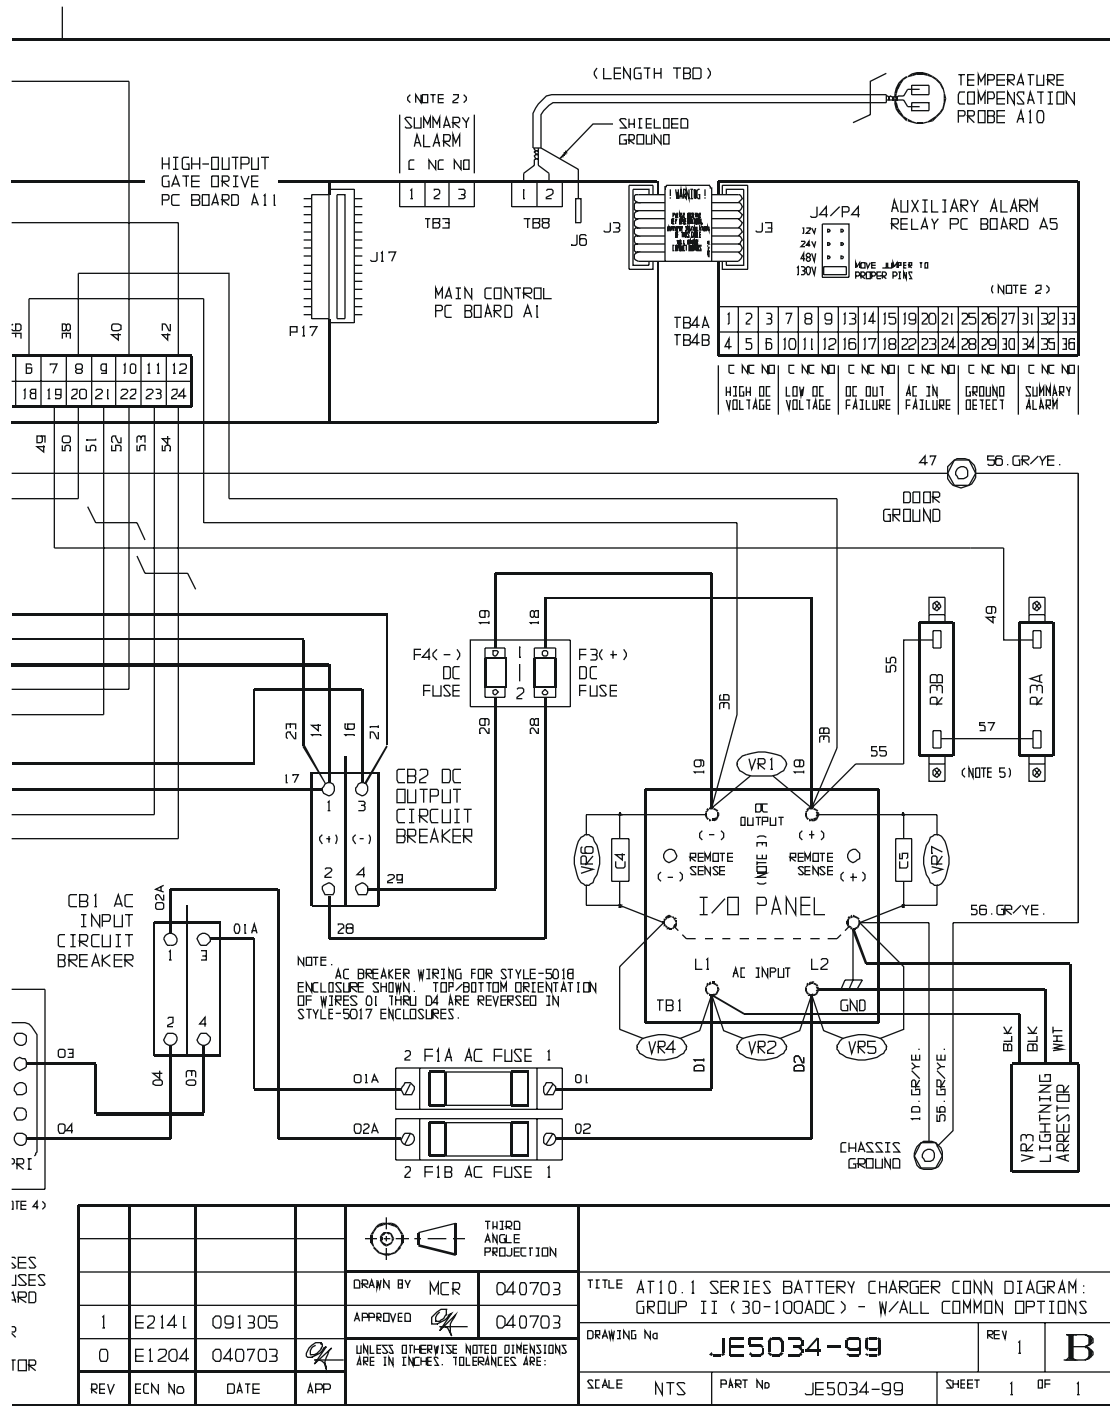 (LENGTH TBD)
TEMPERATURE
COMPENSATION
PROBE A10
(NOTE 2)
SUMMARY
ALARM
C NC NO
SHIELDED
GROUND
HIGH-OUTPUT
GATE DRIVE
PC BOARD A11
1 2 3
TB3
1 2
TB8
J6
J3
! WARNING !
J3
J4/P4
12V
24V
48V
130V
MOVE JUMPER TO
PROPER PINS
AUXILIARY ALARM
RELAY PC BOARD A5
(NOTE 2)
J17
P17
MAIN CONTROL
PC BOARD A1
TB4A
1 2 3 7 8 9 13 14 15 19 20 21 25 26 27 31 32 33
TB4B
4 5 6 10 11 12 16 17 18 22 23 24 28 29 30 34 35 36
C NC NO C NC NO C NC NO C NC NO C NC NO C NC NO
HIGH DC
VOLTAGE
LOW DC
VOLTAGE
DC OUT
FAILURE
AC IN
FAILURE
GROUND
DETECT
SUMMARY
ALARM
36 38 40 42
6 7 8 9 10 11 12
18 19 20 21 22 23 24
49 50 51 52 53 54
47
56.GR/YE.
DOOR
GROUND
19 18
F4(-)
DC
FUSE
1
2
F3(+)
DC
FUSE
29 28
36
38
55
49
R3B
R3A
57
(NOTE 5)
55
23 14 16 21
17
1 3
(+) (-)
2 4
CB2 DC
OUTPUT
CIRCUIT
BREAKER
29
28
19
VR1
18
DC
OUTPUT
(-) (+)
(NOTE 3)
REMOTE
SENSE
(-)
REMOTE
SENSE
(+)
VR6
C4
C5
VR7
I/O PANEL
L1 AC INPUT L2
TB1
GND
VR4 VR2 VR5
D1
D2
56.GR/YE.
10.GR/YE.
56.GR/YE.
CHASSIS
GROUND
BLK
BLK
WHT
VR3
LIGHTNING
ARRESTOR
CB1 AC
INPUT
CIRCUIT
BREAKER
02A
01A
1 3
2 4
03
04
04
03
NOTE.
AC BREAKER WIRING FOR STYLE-5018
ENCLOSURE SHOWN. TOP/BOTTOM ORIENTATION
OF WIRES 01 THRU 04 ARE REVERSED IN
STYLE-5017 ENCLOSURES.
2 F1A AC FUSE 1
01A
01
02A
02
2 F1B AC FUSE 1
PRI
TE 4)
SES
USES
ARD
R
TOR
1 E2141 091305
0 E1204 040703
REV ECN No DATE APP
THIRD
ANGLE
PROJECTION
DRAWN BY MCR 040703
APPROVED 040703
UNLESS OTHERWISE NOTED DIMENSIONS
ARE IN INCHES. TOLERANCES ARE:
TITLE AT10.1 SERIES BATTERY CHARGER CONN DIAGRAM:
GROUP II (30-100ADC) - W/ALL COMMON OPTIONS
DRAWING No JE5034-99
REV 1
B
SCALE NTS
PART No JE5034-99
SHEET 1 OF 1